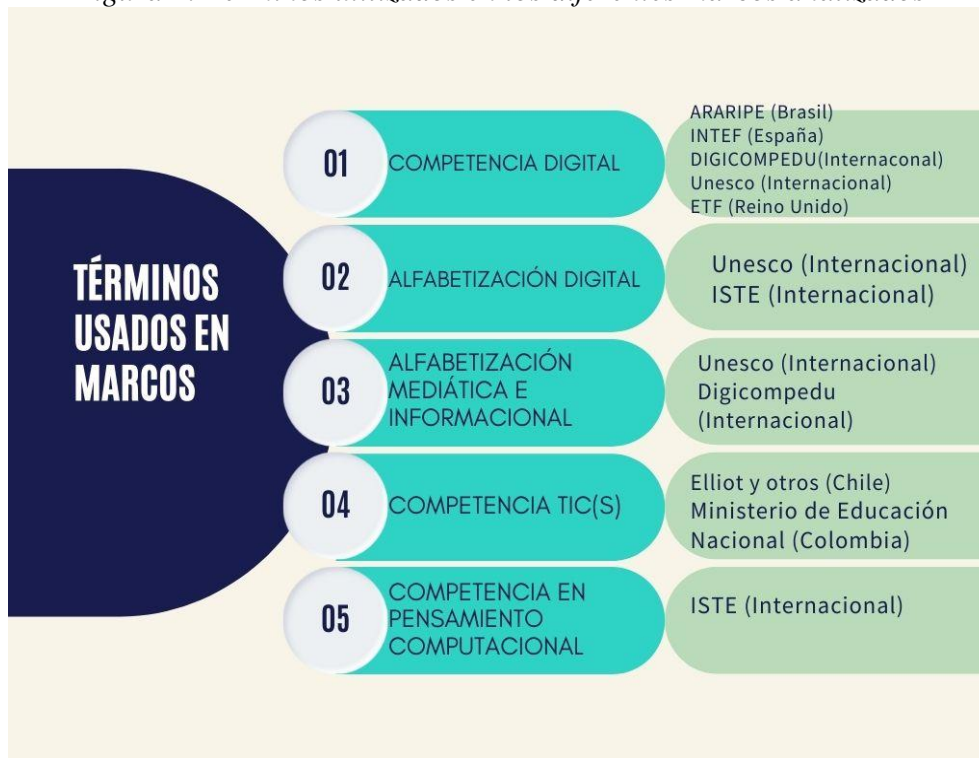 TÉRMINOS
USADOS EN
MARCOS
01
COMPETENCIA DIGITAL
ARARIPE (Brasil)
INTEF (España)
DIGICOMPEDU(Internaconal)
Unesco (Internacional)
ETF (Reino Unido)
02
ALFABETIZACIÓN DIGITAL
Unesco (Internacional)
ISTE (Internacional)
03
ALFABETIZACIÓN
MEDIÁTICA E
INFORMACIONAL
Unesco (Internacional)
Digicompedu
(Internacional)
04
COMPETENCIA TIC(S)
Elliot y otros (Chile)
Ministerio de Educación
Nacional (Colombia)
05
COMPETENCIA EN
PENSAMIENTO
COMPUTACIONAL
ISTE (Internacional)